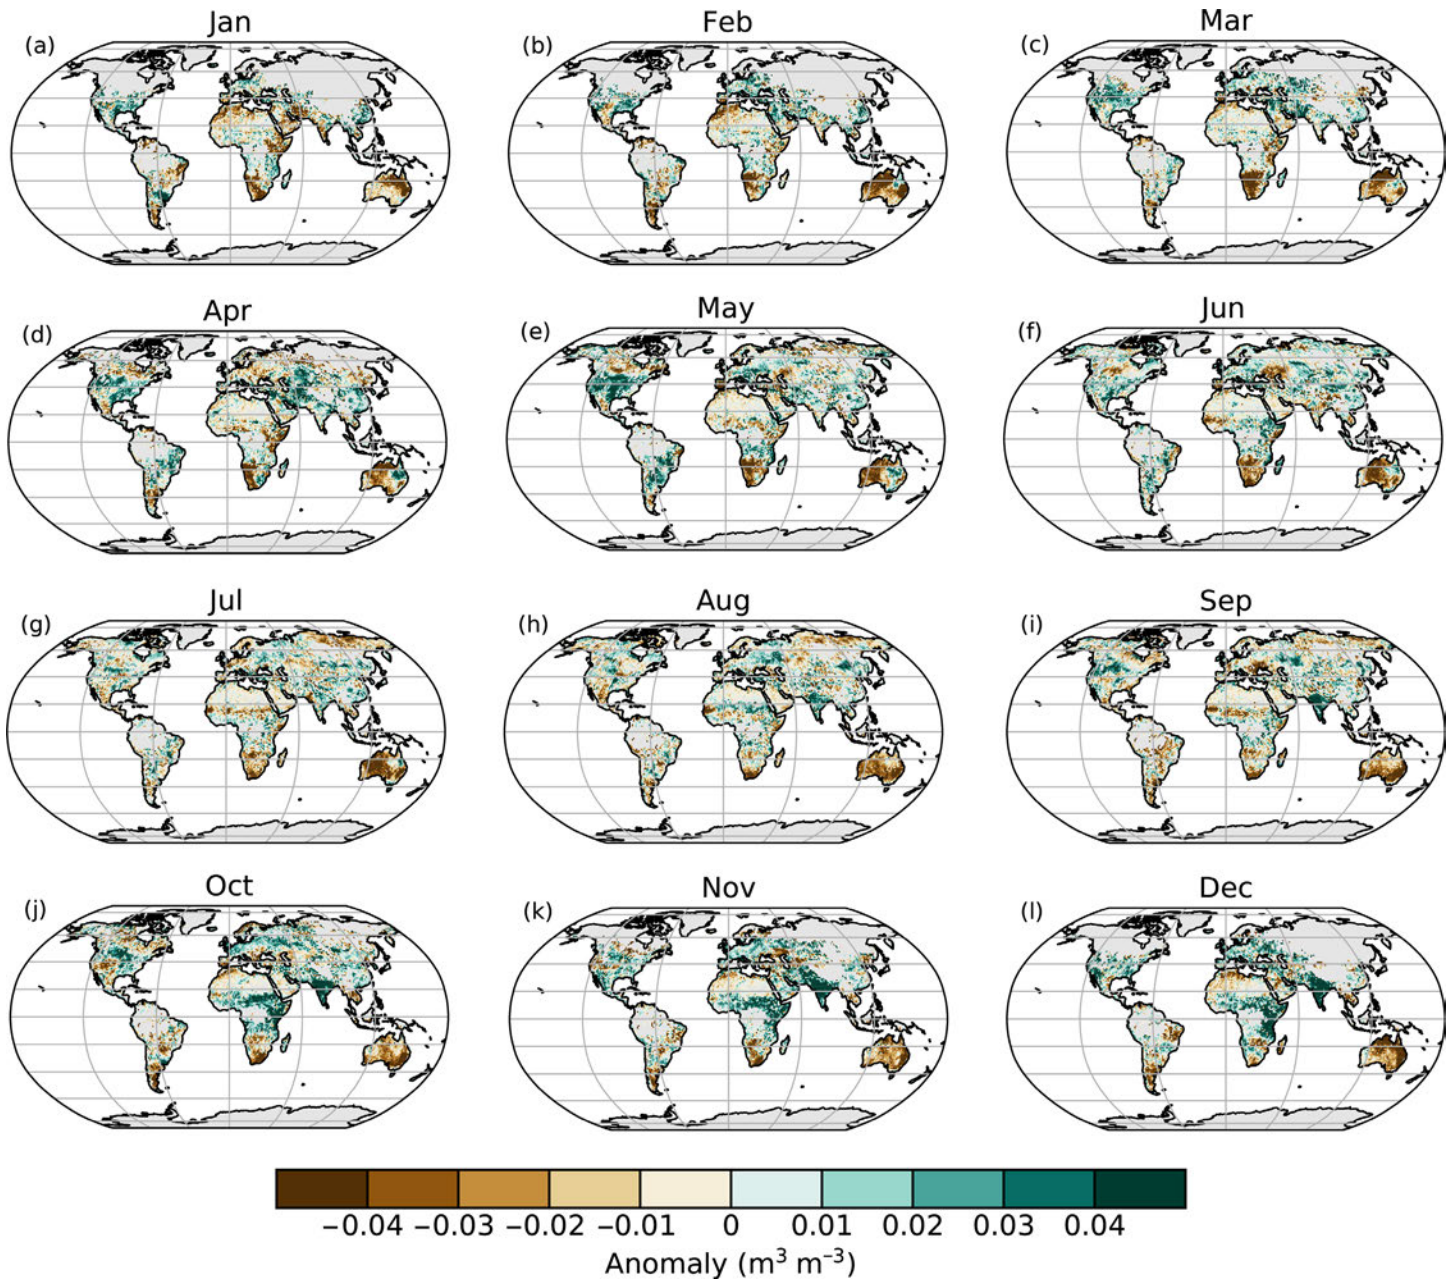 Jan
Feb
Mar
(a)
(b)
(c)
Apr
May
Jun
(d)
(e)
(f)
Jul
Aug
Sep
(g)
(h)
(i)
Oct
Nov
Dec
(j)
(k)
(l)
−0.04 −0.03 −0.02 −0.01 0 0.01 0.02 0.03 0.04
Anomaly (m³ m⁻³)